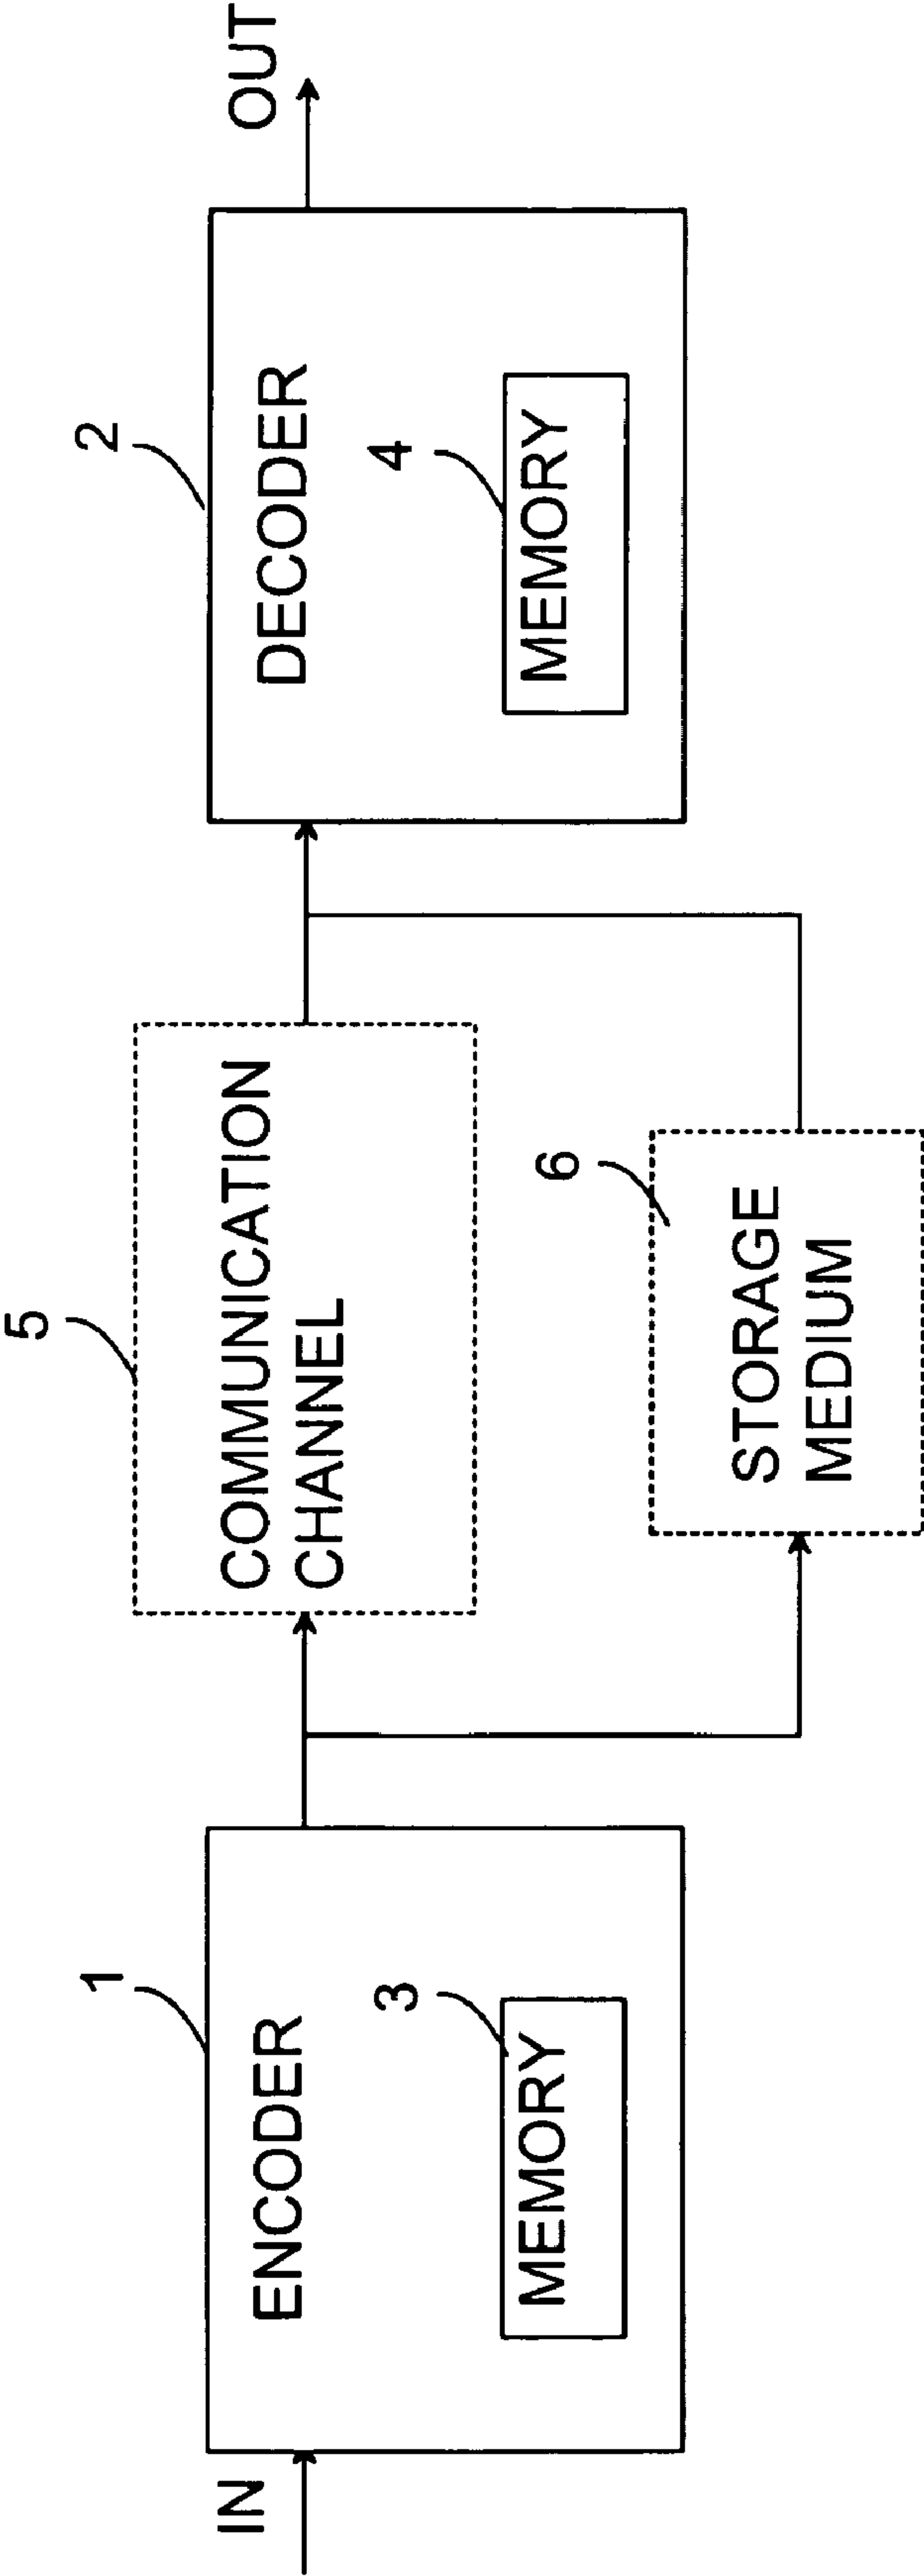 IN
1
ENCODER
3
MEMORY
5
COMMUNICATION
CHANNEL
6
STORAGE
MEDIUM
2
DECODER
4
MEMORY
OUT